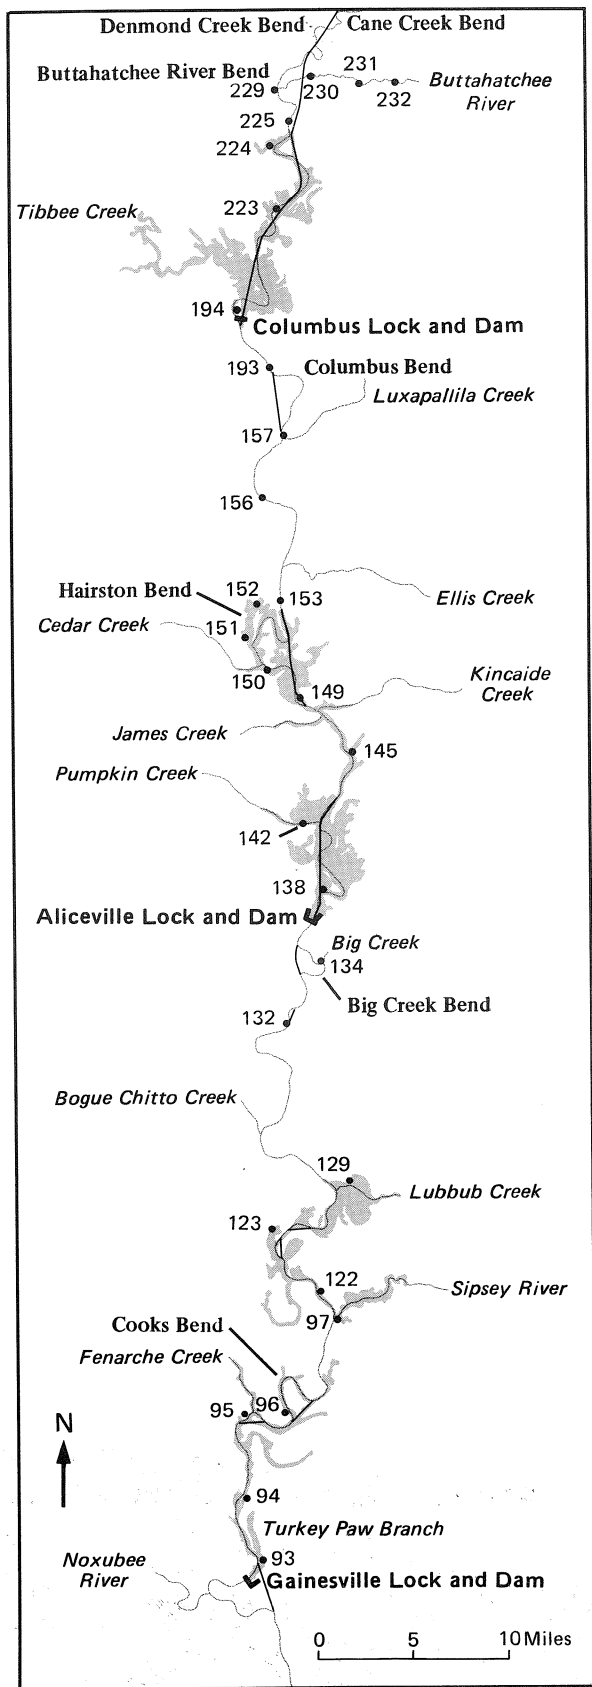 Denmond Creek Bend
Cane Creek Bend
Buttahatchee River Bend
231
229
230
232
Buttahatchee
River
225
224
Tibbee Creek
223
194
Columbus Lock and Dam
193
Columbus Bend
Luxapallila Creek
157
156
Hairston Bend
152
153
Ellis Creek
Cedar Creek
151
150
Kincaide
Creek
149
James Creek
145
Pumpkin Creek
142
138
Aliceville Lock and Dam
Big Creek
134
Big Creek Bend
132
Bogue Chitto Creek
129
Lubbub Creek
123
122
Sipsey River
97
Cooks Bend
Fenarche Creek
95
96
N
94
Turkey Paw Branch
93
Noxubee
River
Gainesville Lock and Dam
0 5 10 Miles